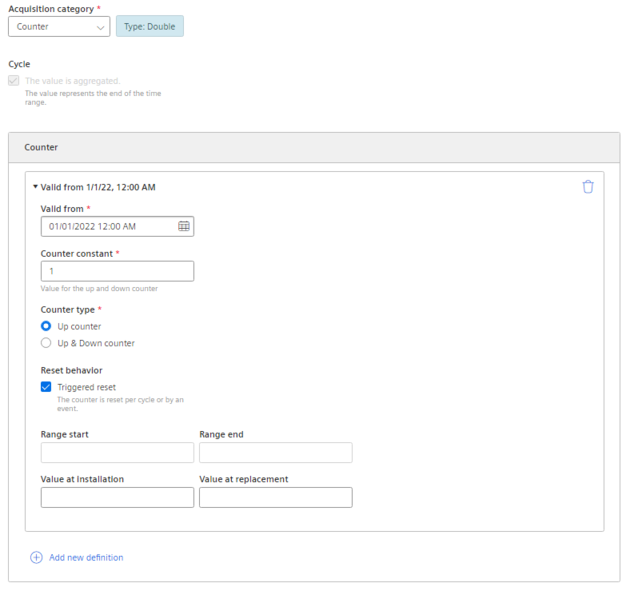 Acquisition category *
Counter
Type: Double
Cycle
The value is aggregated.
The value represents the end of the time
range.
Counter
Valid from 1/1/22, 12:00 AM
Valid from *
01/01/2022 12:00 AM
Counter constant *
1
Value for the up and down counter
Counter type *
Up counter
Up & Down counter
Reset behavior
Triggered reset
The counter is reset per cycle or by an
event.
Range start
Range end
Value at installation
Value at replacement
Add new definition